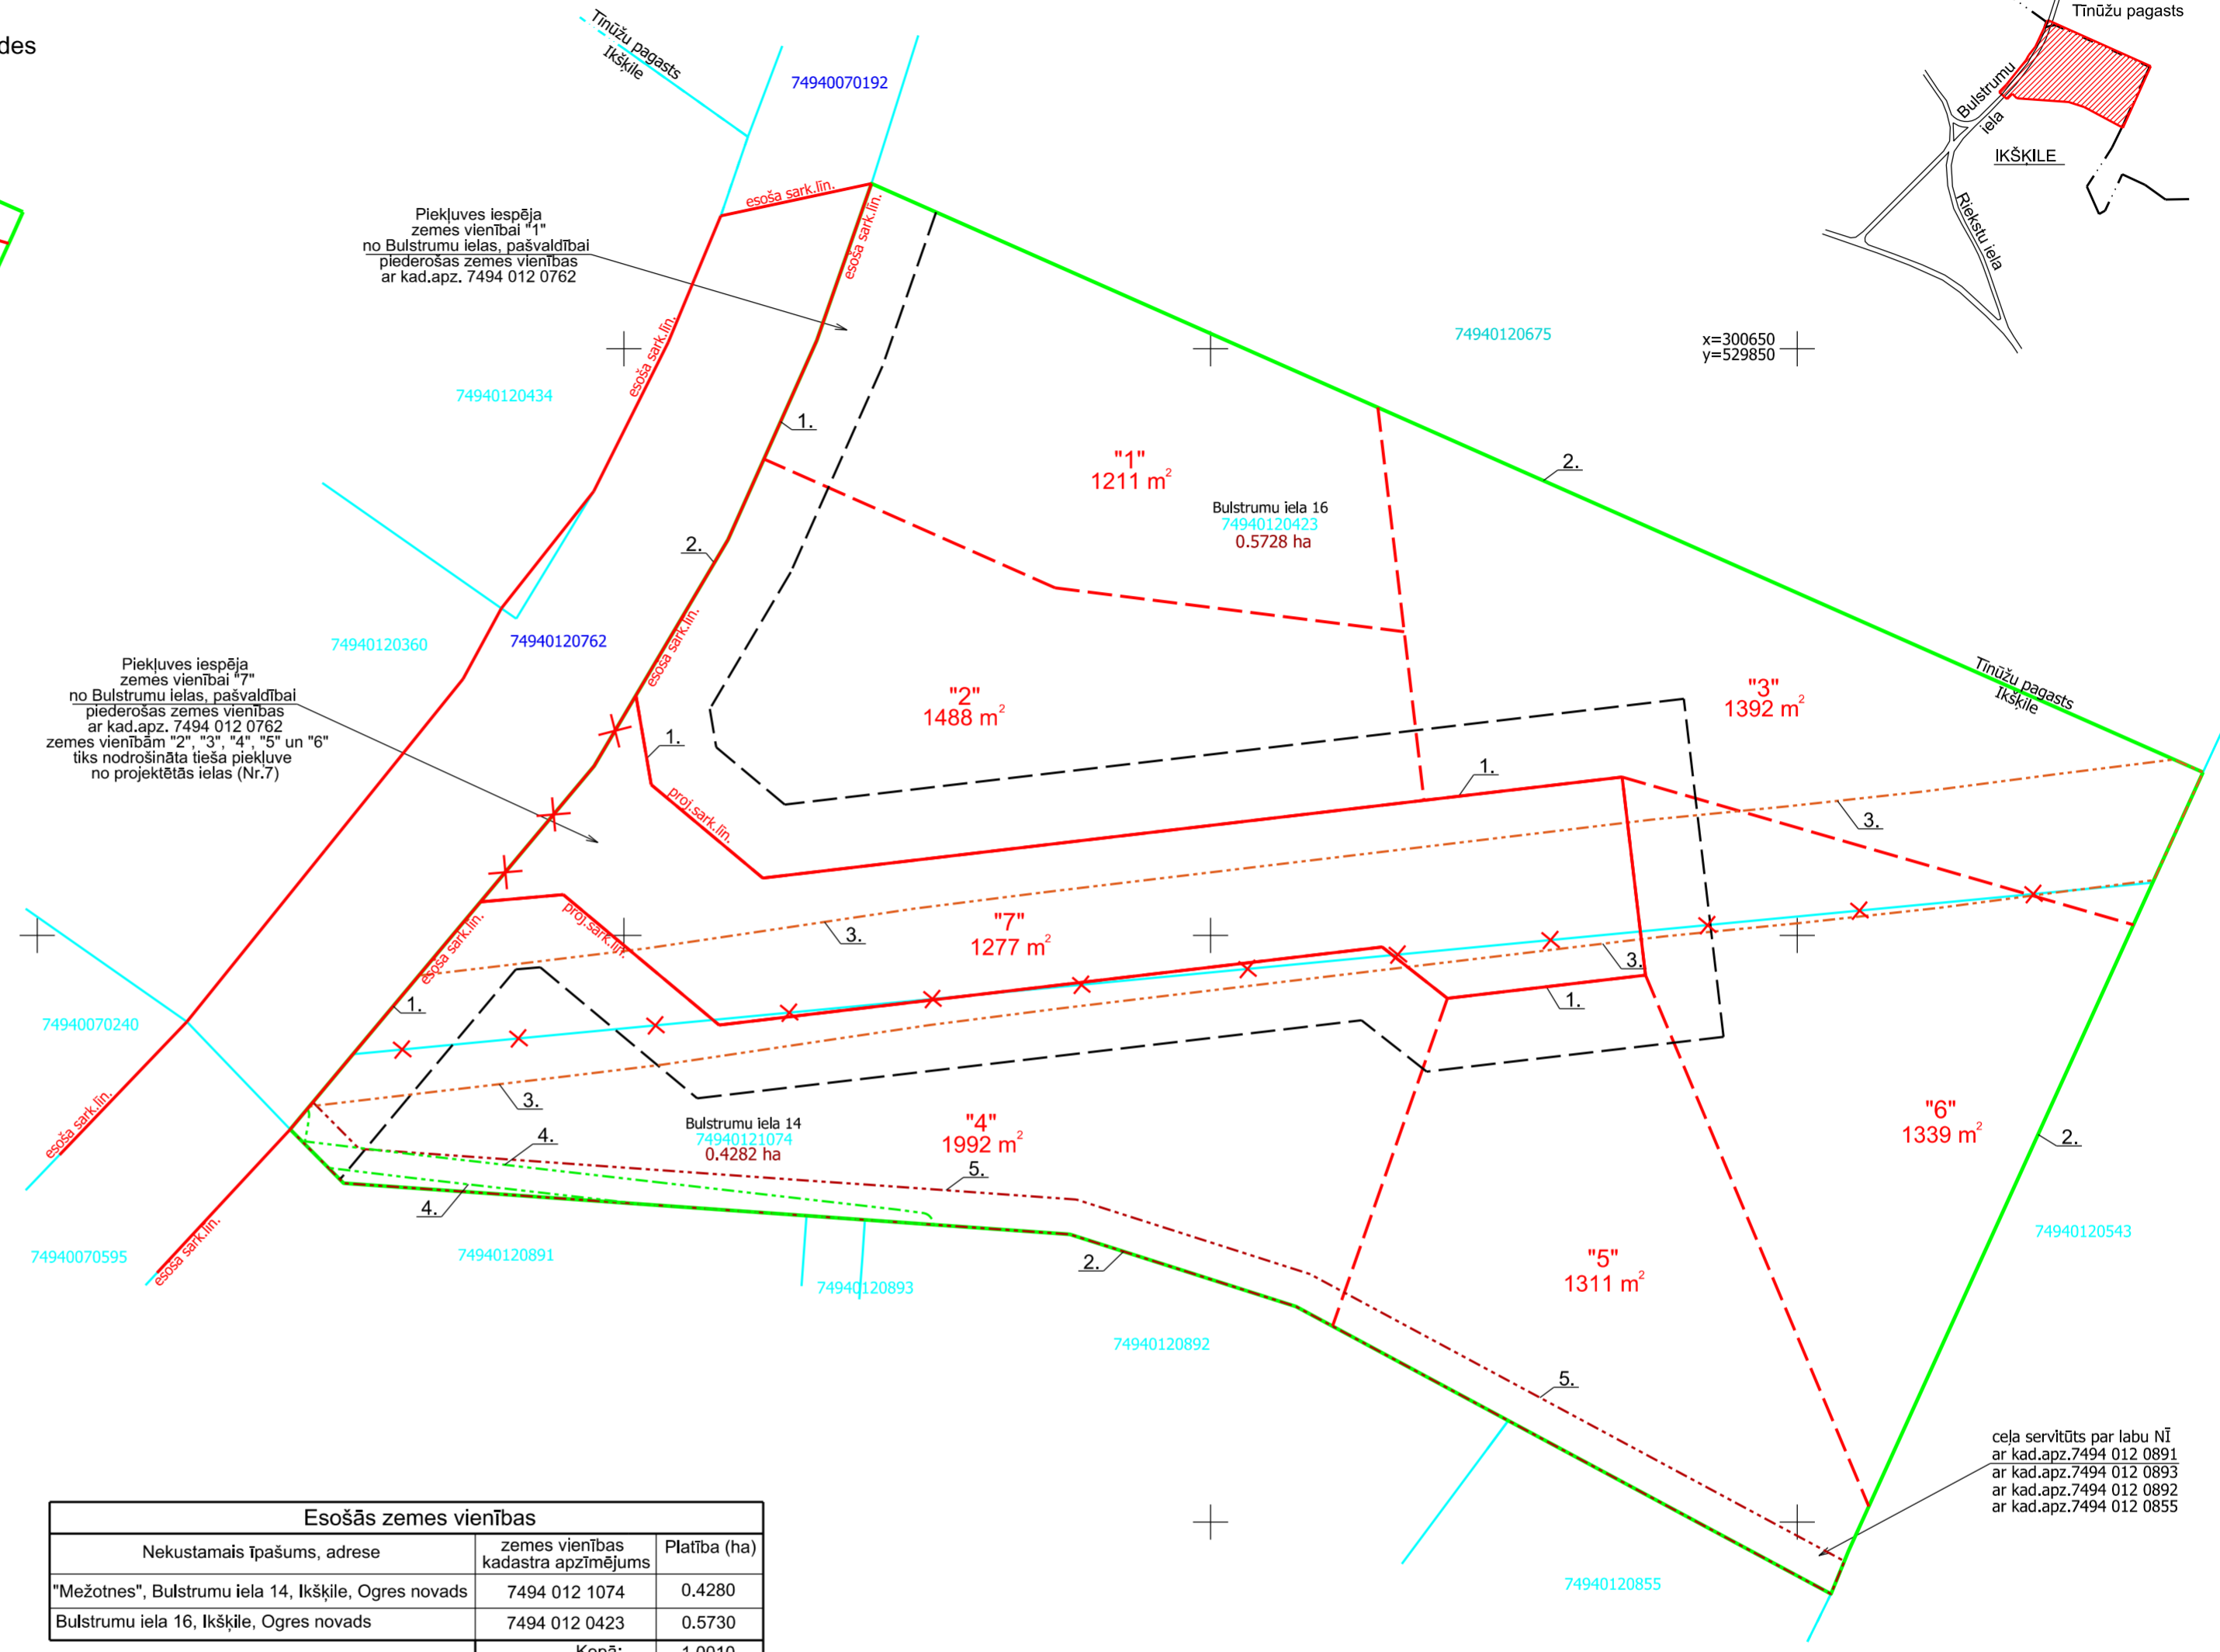 des
Tīnūžu pagasts
Ikšķile
74940070192
Tīnūžu pagasts
Bulstrumu
iela
IKŠĶILE
Riekstu iela
esoša sark.līn.
esoša sark.līn.
esoša sark.līn.
Piekļuves iespēja
zemes vienībai "1"
no Bulstrumu ielas, pašvaldībai
piederošas zemes vienības
ar kad.apz. 7494 012 0762
74940120434
74940120675
x=300650
y=529850
1.
2.
"1"
1211 m²
Bulstrumu iela 16
74940120423
0.5728 ha
2.
74940120360
74940120762
esoša sark.līn.
Piekļuves iespēja
zemes vienībai "7"
no Bulstrumu ielas, pašvaldībai
piederošas zemes vienības
ar kad.apz. 7494 012 0762
zemes vienībām "2", "3", "4", "5" un "6"
tiks nodrošināta tieša piekļuve
no projektētās ielas (Nr.7)
"2"
1488 m²
"3"
1392 m²
Tīnūžu pagasts
Ikšķile
1.
1.
proj.sark.līn.
3.
proj.sark.līn.
esoša sark.līn.
3.
"7"
1277 m²
3.
1.
1.
74940070240
3.
esoša sark.līn.
Bulstrumu iela 14
74940121074
0.4282 ha
"4"
1992 m²
"6"
1339 m²
2.
4.
5.
4.
74940070595
esoša sark.līn.
74940120891
74940120893
2.
"5"
1311 m²
74940120543
74940120892
5.
ceļa servitūts par labu NĪ
ar kad.apz.7494 012 0891
ar kad.apz.7494 012 0893
ar kad.apz.7494 012 0892
ar kad.apz.7494 012 0855
74940120855
Esošās zemes vienības
Nekustamais īpašums, adrese
zemes vienības
kadastra apzīmējums
Platība (ha)
"Mežotnes", Bulstrumu iela 14, Ikšķile, Ogres novads
7494 012 1074
0.4280
Bulstrumu iela 16, Ikšķile, Ogres novads
7494 012 0423
0.5730
Kopā:
1.0010